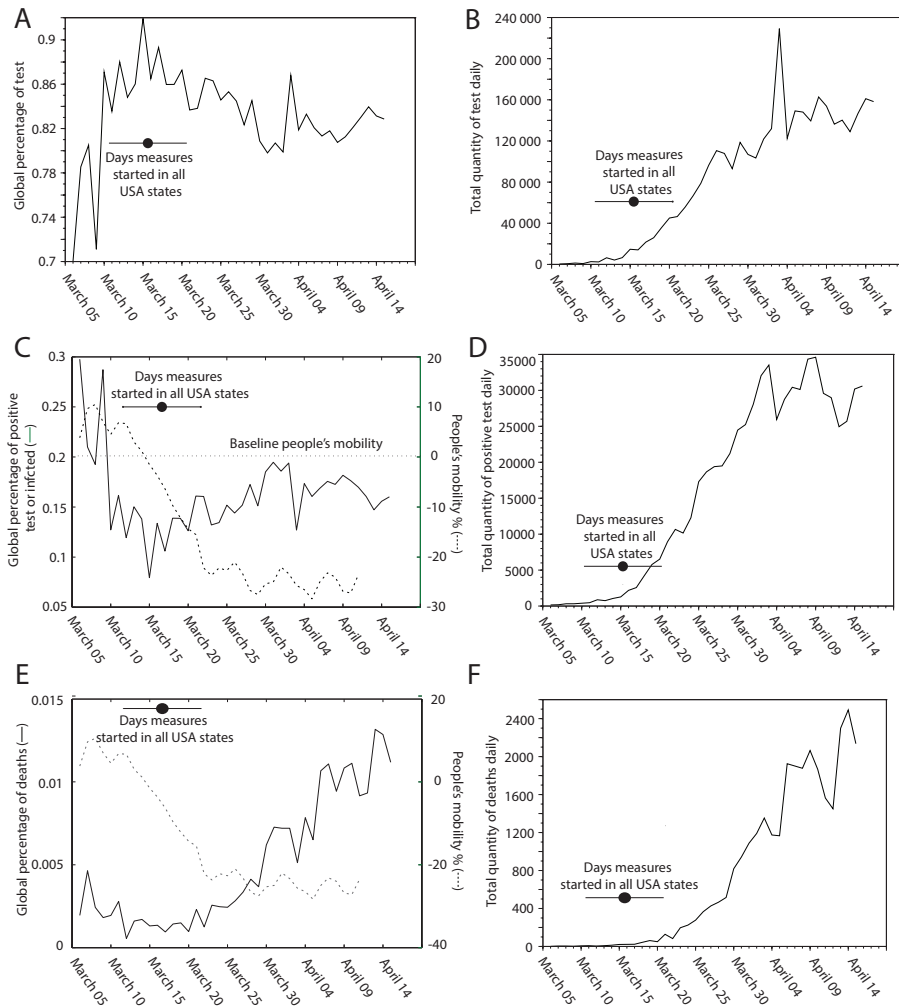 A
Global percentage of test
0.9
0.86
0.82
0.78
0.74
0.7
Days measures
started in all
USA states
March 05
March 10
March 15
March 20
March 25
March 30
April 04
April 09
April 14
B
Total quantity of test daily
240 000
200 000
160 000
120 000
80 000
40 000
0
Days measures
started in all
USA states
March 05
March 10
March 15
March 20
March 25
March 30
April 04
April 09
April 14
C
Global percentage of positive
test or infcted (—)
0.3
0.25
0.2
0.15
0.1
0.05
Days measures
started in all USA states
Baseline people's mobility
20
10
0
-10
-20
-30
People's mobility % (----)
March 05
March 10
March 15
March 20
March 25
March 30
April 04
April 09
April 14
D
Total quantity of positive test daily
35000
30000
25000
20000
15000
10000
5000
0
Days measures
started in all
USA states
March 05
March 10
March 15
March 20
March 25
March 30
April 04
April 09
April 14
E
Global percentage of deaths (—)
0.015
0.01
0.005
0
Days measures
started in all USA states
20
0
-20
-40
People's mobility % (----)
March 05
March 10
March 15
March 20
March 25
March 30
April 04
April 09
April 14
F
Total quantity of deaths daily
2400
2000
1600
1200
800
400
0
Days measures
started in all USA states
March 05
March 10
March 15
March 20
March 25
March 30
April 04
April 09
April 14